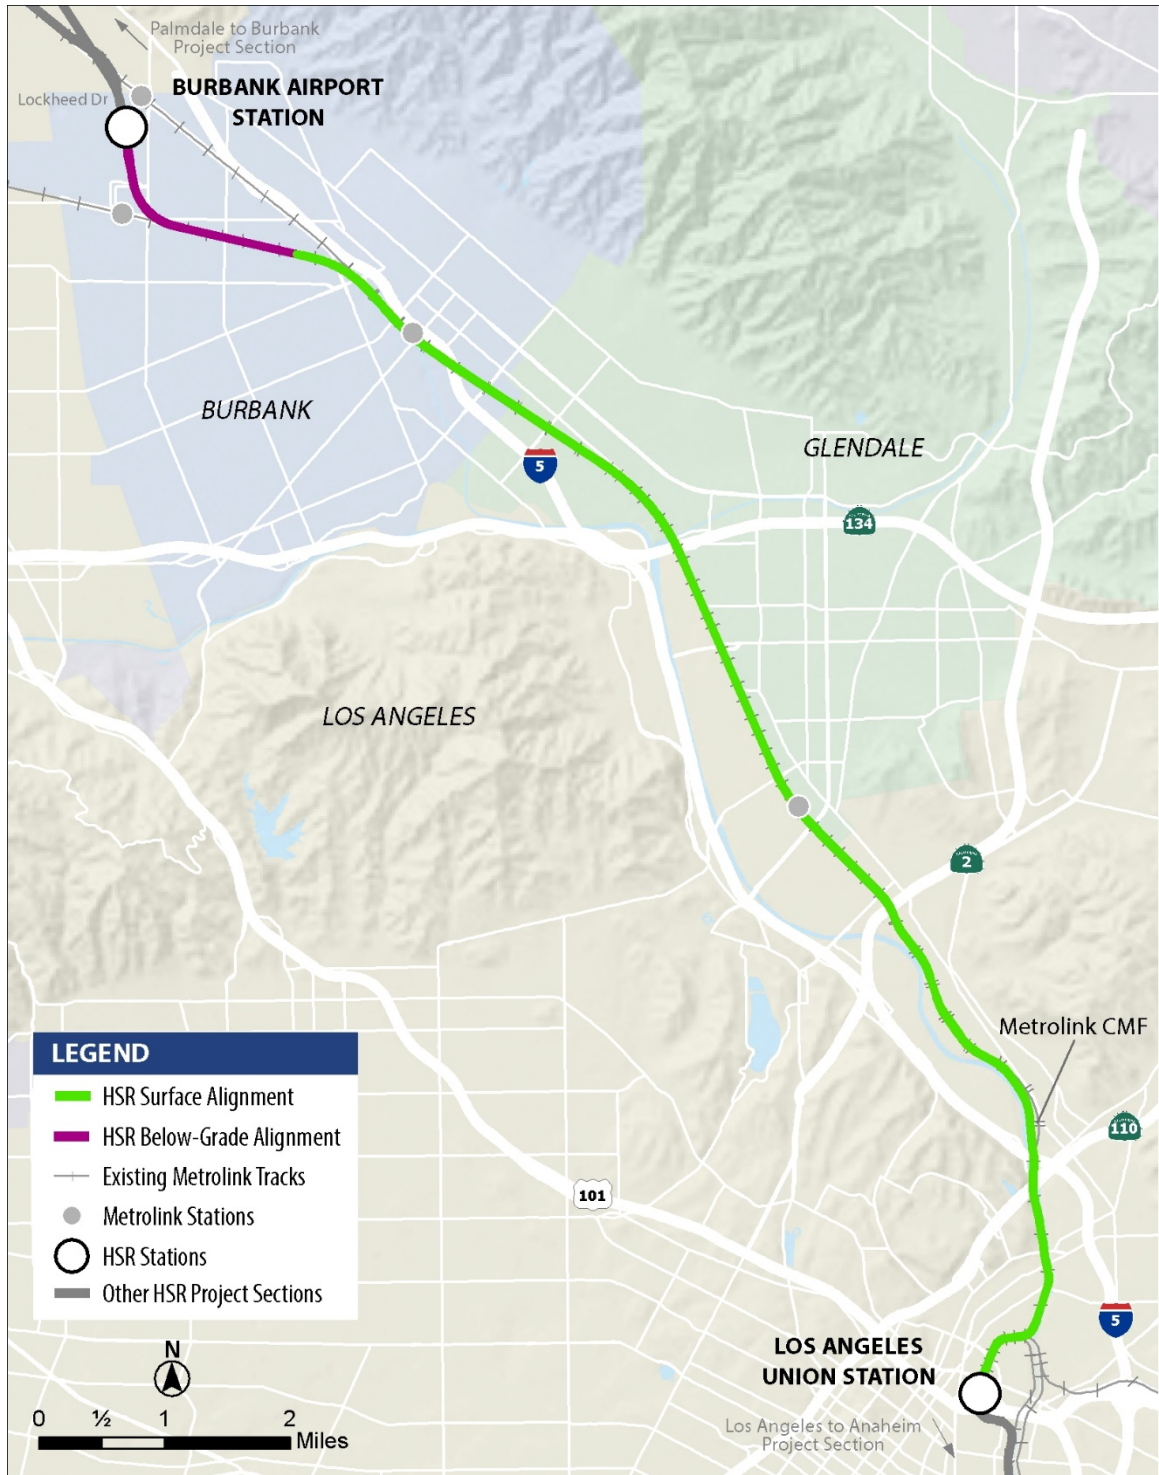 Palmdale to Burbank
Project Section
Lockheed Dr
BURBANK AIRPORT
STATION
BURBANK
5
GLENDALE
134
LOS ANGELES
2
Metrolink CMF
110
101
5
LOS ANGELES
UNION STATION
Los Angeles to Anaheim
Project Section
LEGEND
HSR Surface Alignment
HSR Below-Grade Alignment
Existing Metrolink Tracks
Metrolink Stations
HSR Stations
Other HSR Project Sections
N
0 ½ 1 2
Miles